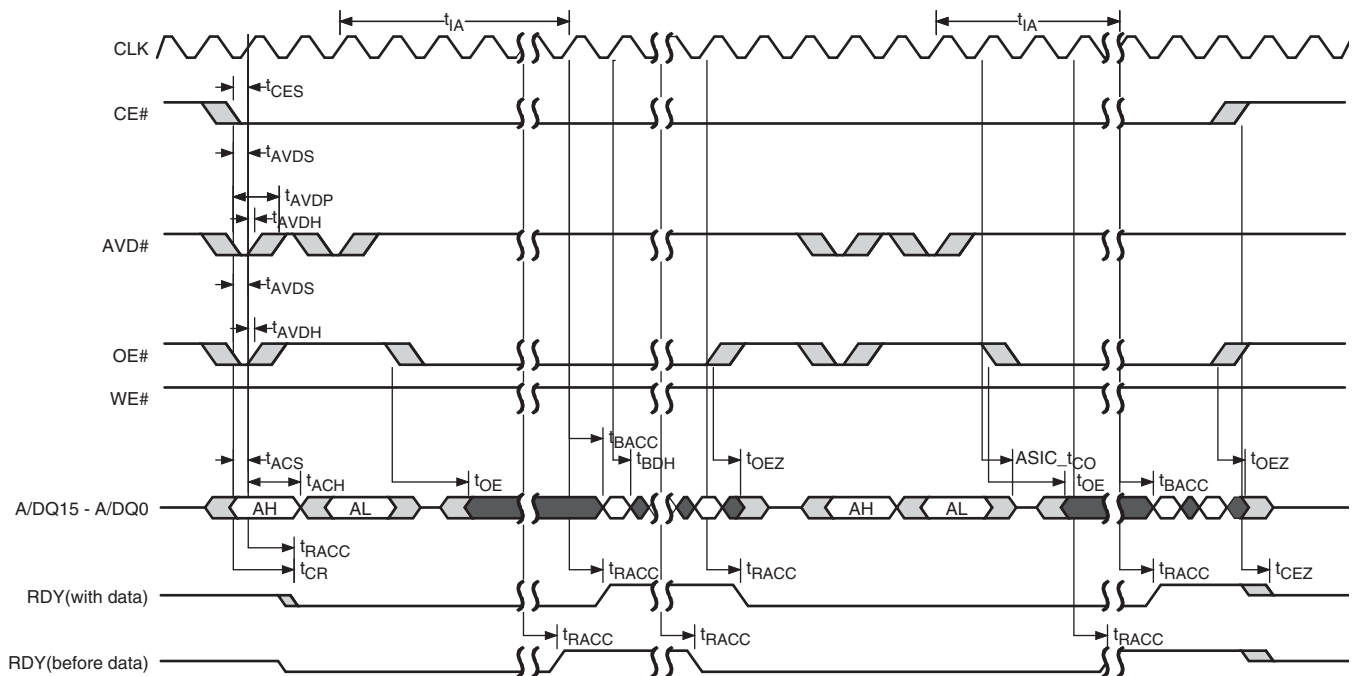 tIA tIA
CLK
tCES
CE#
tAVDS
tAVDP
tAVDH
AVD#
tAVDS
tAVDH
OE#
WE#
tBACC
tACS tBDH tOEZ ASIC_tCO tOEZ
tACH tOE tOE tBACC
A/DQ15 - A/DQ0 AH AL AH AL
tRACC
tCR tRACC tRACC tRACC tCEZ
RDY(with data)
tRACC tRACC tRACC
RDY(before data)